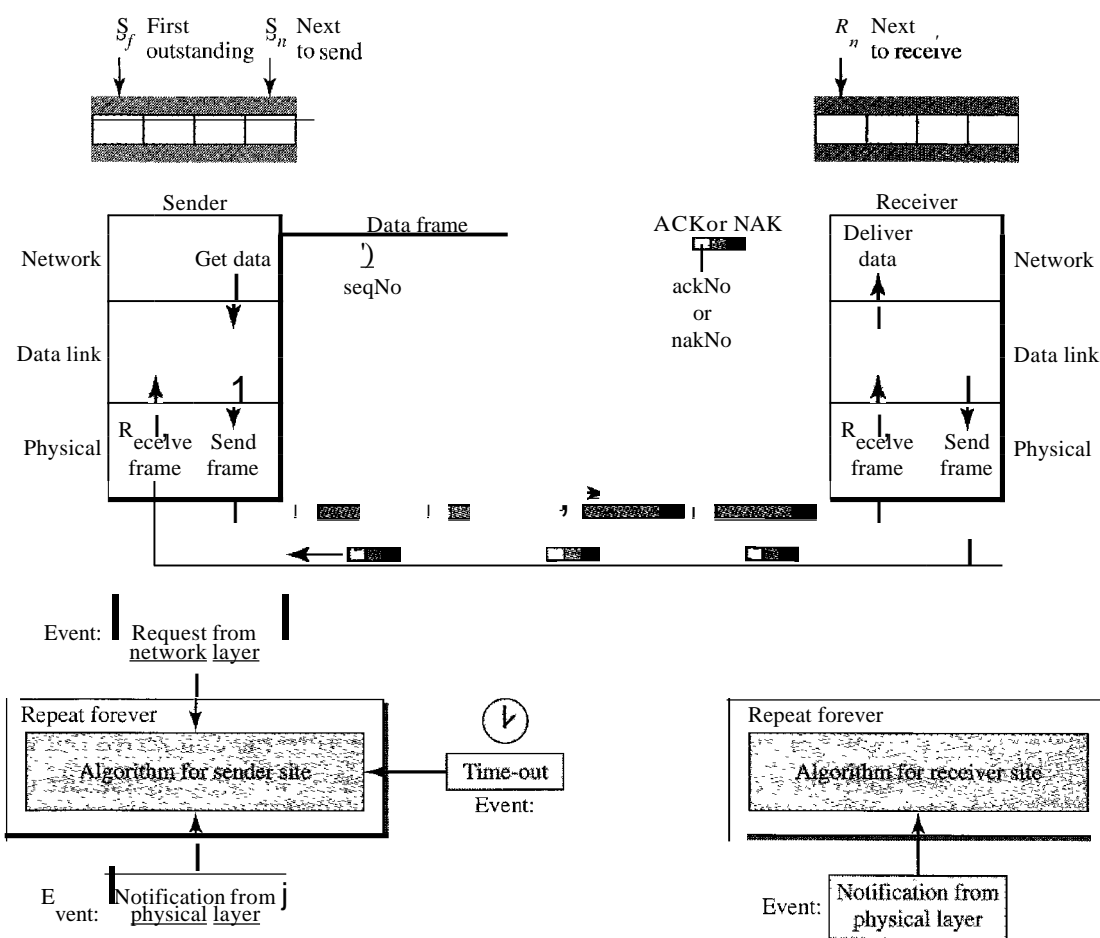 S_f First outstanding
S_n Next to send
R_n Next to receive
Sender
Receiver
Data frame
ACK or NAK
Network
Get data
seqNo
ackNo
or
nakNo
Deliver
data
Network
Data link
Data link
Physical
Receive
frame
Send
frame
Receive
frame
Send
frame
Physical
Event:
Request from
network layer
Repeat forever
Algorithm for sender site
Time-out
Event:
Repeat forever
Algorithm for receiver site
Event:
Notification from
physical layer
Event:
Notification from
physical layer